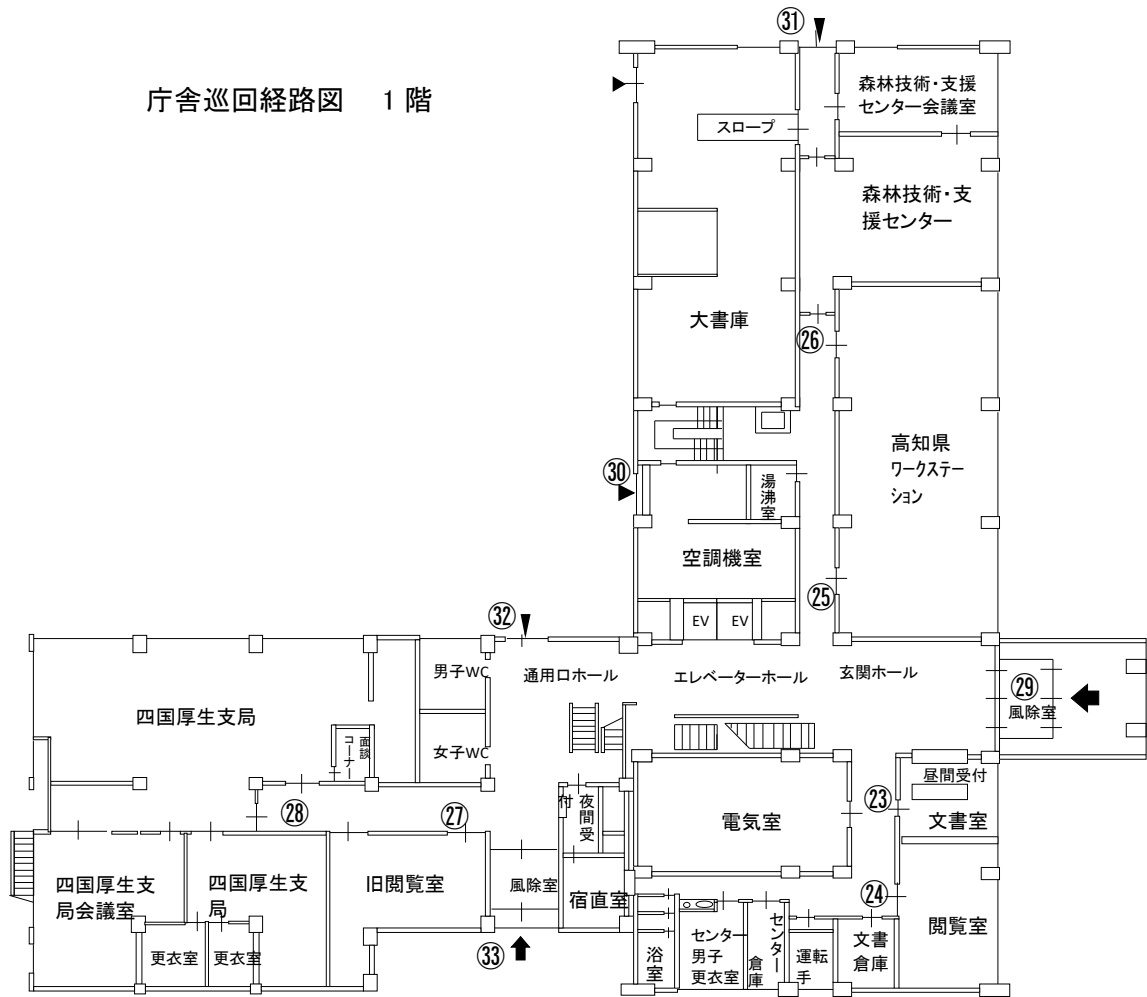 庁舎巡回経路図　1階
㉛
森林技術・支援
センター会議室
スロープ
森林技術・支
援センター
大書庫
㉖
高知県
ワークステー
ション
㉚
湯沸室
空調機室
㉕
EV
EV
㉜
男子WC
通用口ホール
エレベーターホール
玄関ホール
㉙
風除室
四国厚生支局
面談
コーナー
女子WC
昼間受付
㉘
㉗
夜間受
付
電気室
㉓
文書室
四国厚生支
局会議室
四国厚生支
局
旧閲覧室
風除室
宿直室
㉔
閲覧室
更衣室
更衣室
㉝
浴室
センター
男子
更衣室
センター
倉庫
運転
手
文書
倉庫